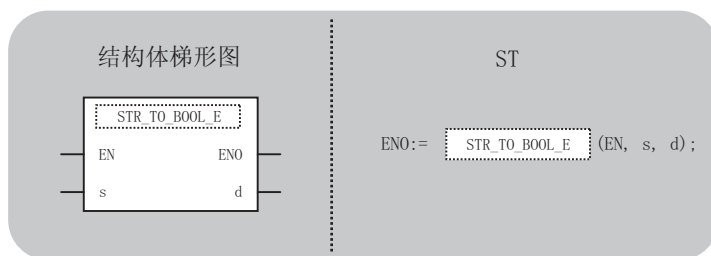 结构体梯形图
STR_TO_BOOL_E
EN ENO
s d
ST
ENO:= STR_TO_BOOL_E (EN, s, d);